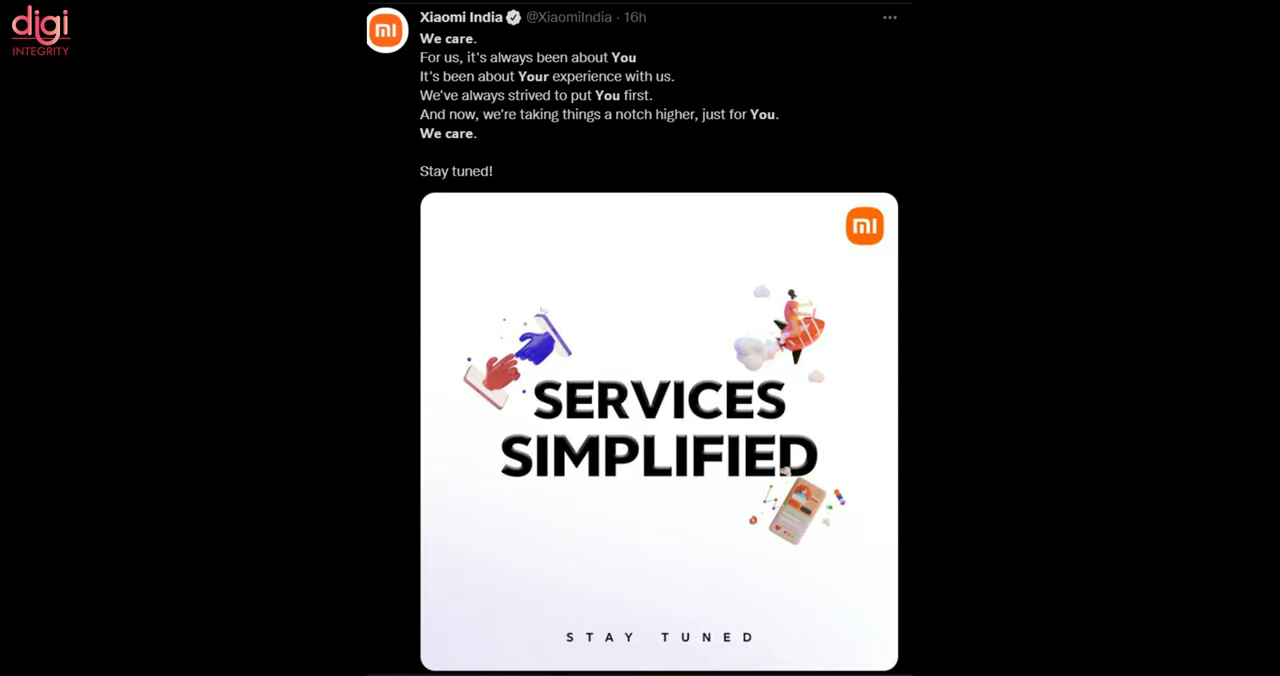 digi
INTEGRITY
Xiaomi India @XiaomiIndia · 16h
We care.
For us, it's always been about You
It's been about Your experience with us.
We've always strived to put You first.
And now, we're taking things a notch higher, just for You.
We care.
Stay tuned!
SERVICES
SIMPLIFIED
STAY TUNED